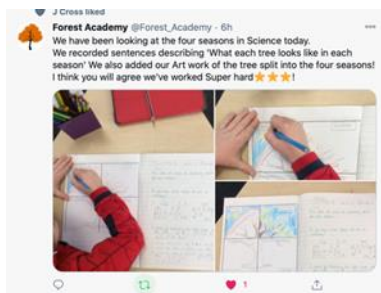 J Cross liked
Forest Academy @Forest_Academy · 6h
We have been looking at the four seasons in Science today.
We recorded sentences describing 'What each tree looks like in each
season' We also added our Art work of the tree split into the four seasons!
I think you will agree we've worked Super hard⭐⭐⭐!
1